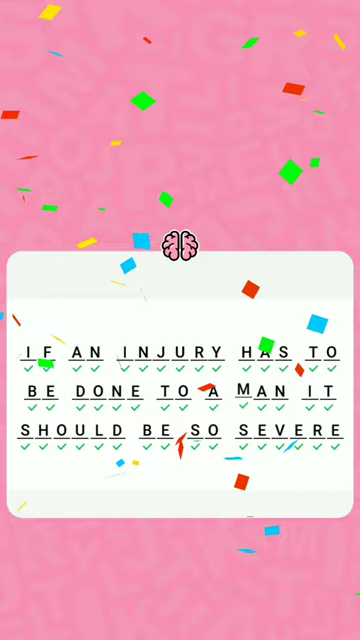 IF AN INJURY HAS TO
BE DONE TO A MAN IT
SHOULD BE SO SEVERE